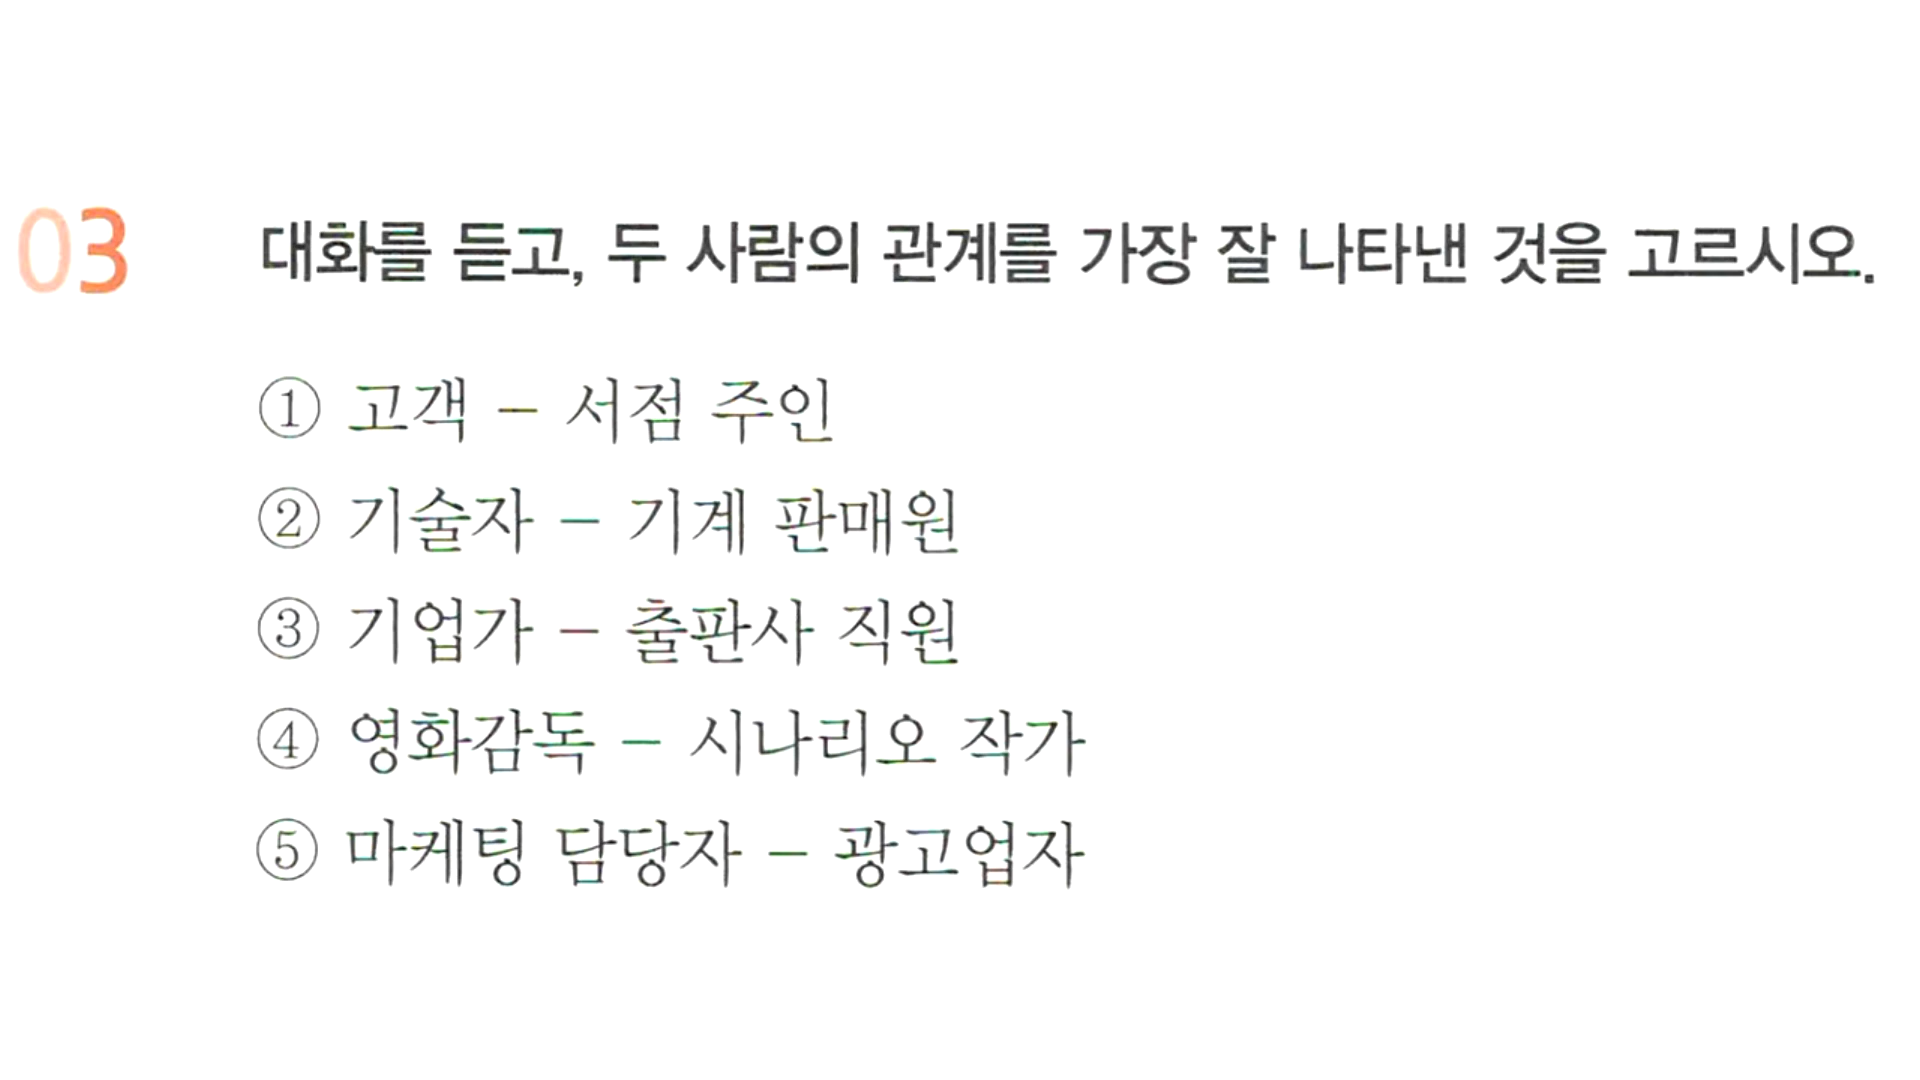 03 대화를 듣고, 두 사람의 관계를 가장 잘 나타낸 것을 고르시오.
① 고객 – 서점 주인
② 기술자 – 기계 판매원
③ 기업가 – 출판사 직원
④ 영화감독 – 시나리오 작가
⑤ 마케팅 담당자 – 광고업자